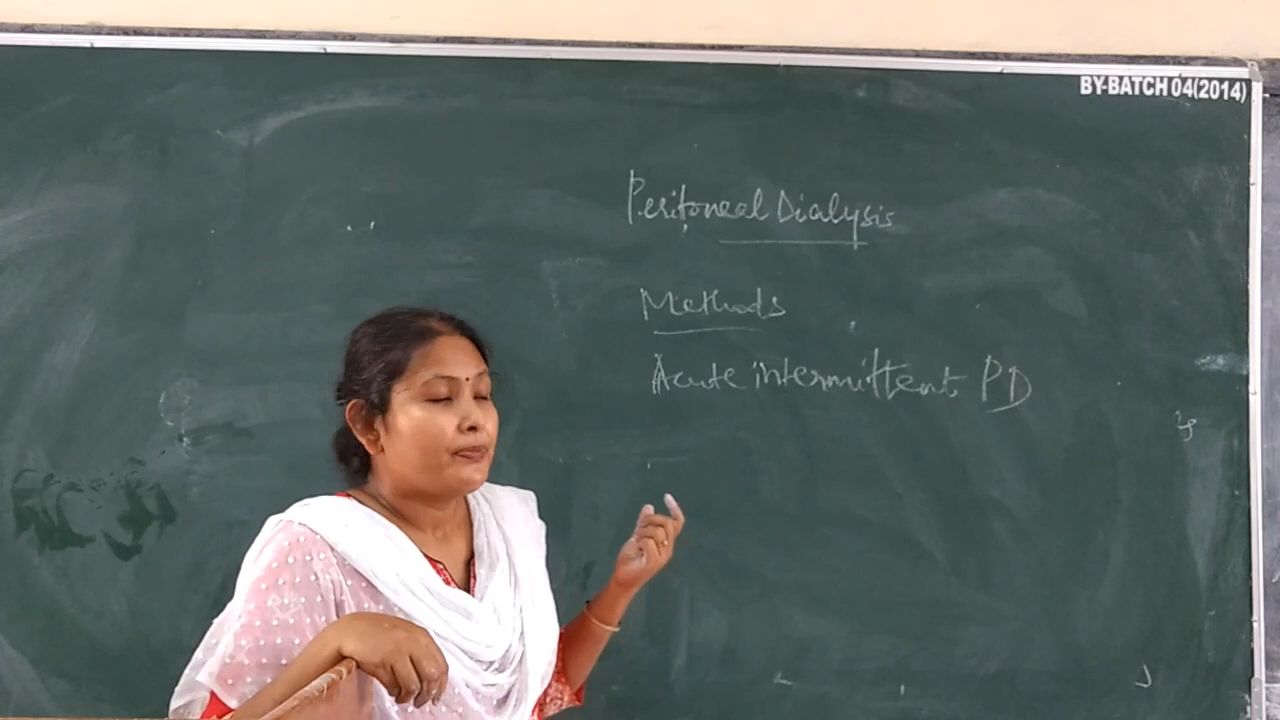 BY-BATCH 04(2014)
Peritoneal Dialysis
Methods
Acute intermittent PD